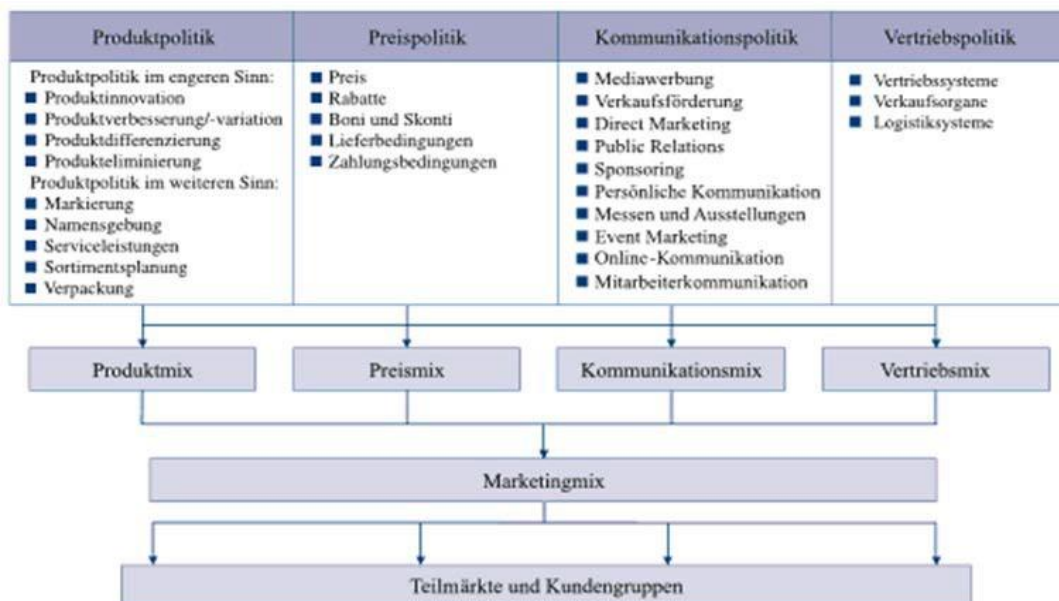 Produktpolitik
Produktpolitik im engeren Sinn:
Produktinnovation
Produktverbesserung/-variation
Produktdifferenzierung
Produkteliminierung
Produktpolitik im weiteren Sinn:
Markierung
Namensgebung
Serviceleistungen
Sortimentsplanung
Verpackung
Preispolitik
Preis
Rabatte
Boni und Skonti
Lieferbedingungen
Zahlungsbedingungen
Kommunikationspolitik
Mediawerbung
Verkaufsförderung
Direct Marketing
Public Relations
Sponsoring
Persönliche Kommunikation
Messen und Ausstellungen
Event Marketing
Online-Kommunikation
Mitarbeiterkommunikation
Vertriebspolitik
Vertriebssysteme
Verkaufsorgane
Logistiksysteme
Produktmix
Preismix
Kommunikationsmix
Vertriebsmix
Marketingmix
Teilmärkte und Kundengruppen